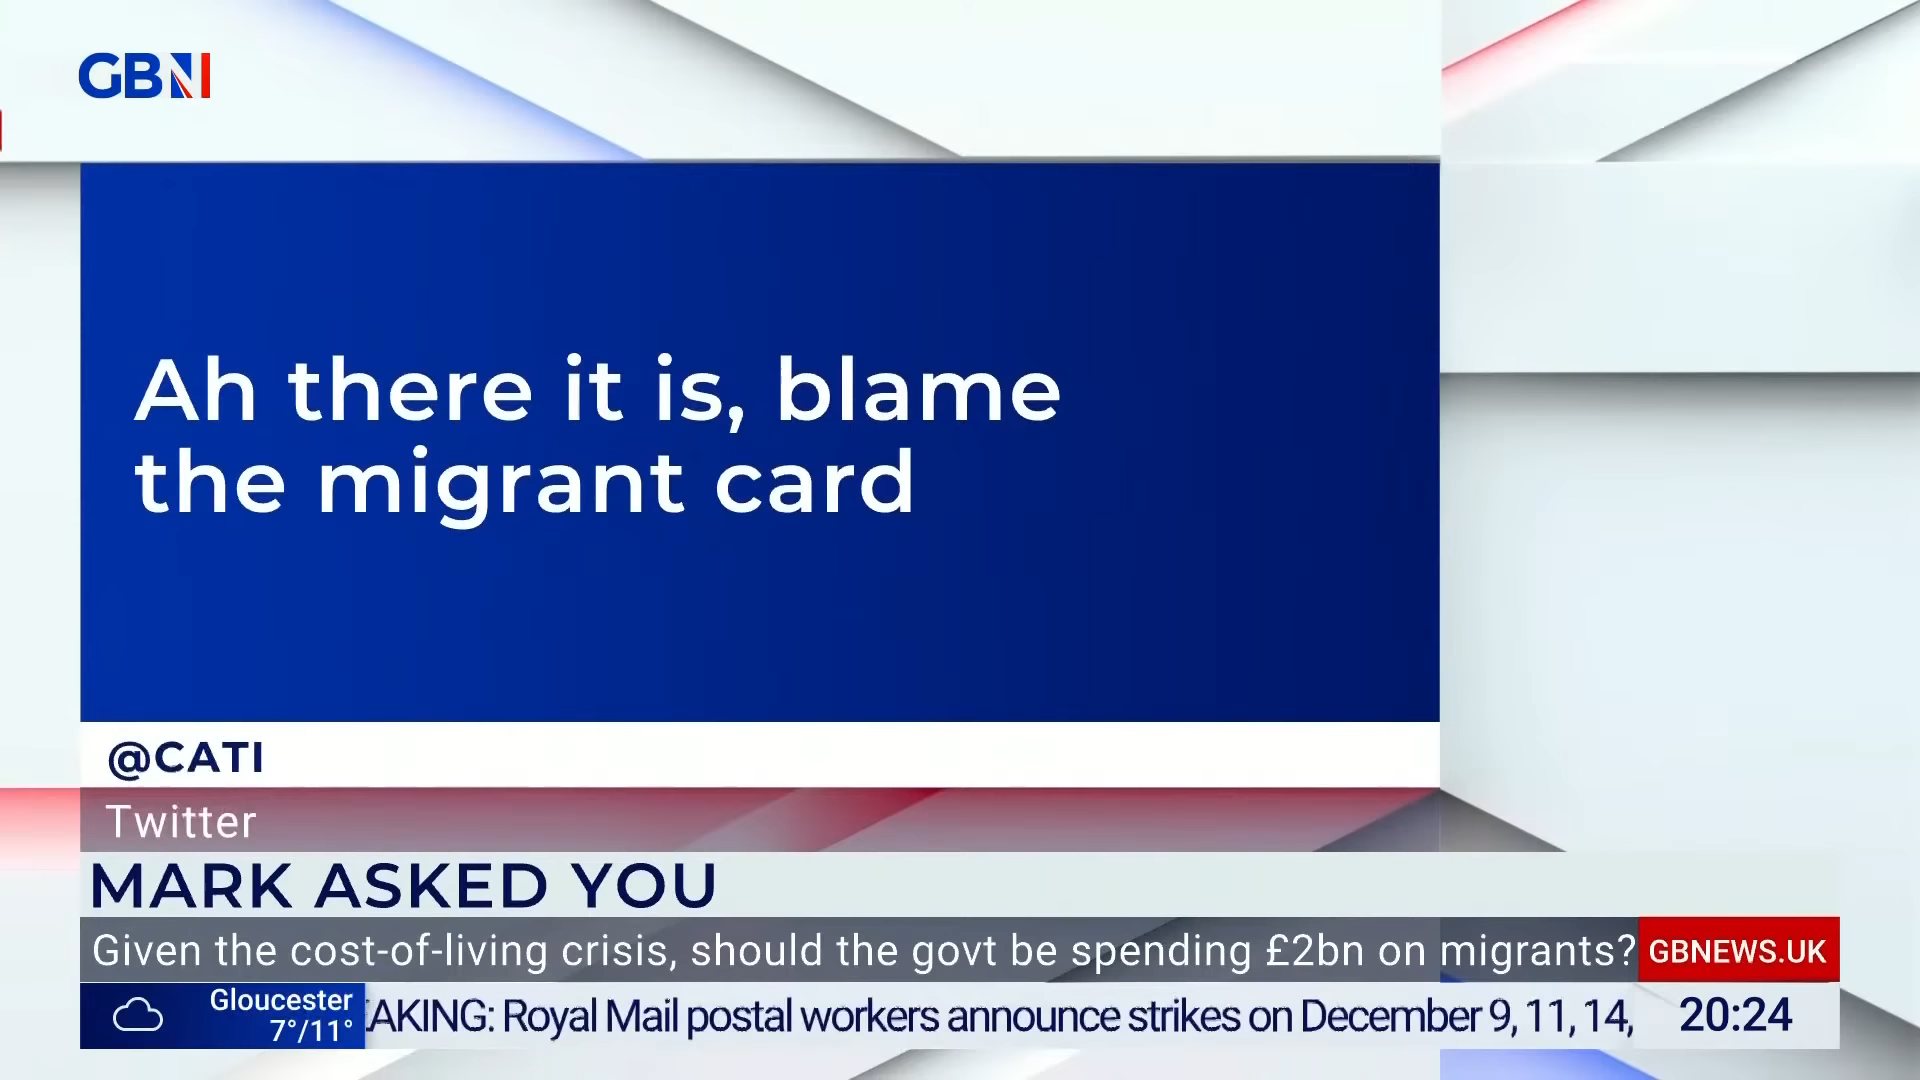 GBN
Ah there it is, blame
the migrant card
@CATI
Twitter
MARK ASKED YOU
Given the cost-of-living crisis, should the govt be spending £2bn on migrants?
GBNEWS.UK
Gloucester
7°/11°
EAKING: Royal Mail postal workers announce strikes on December 9, 11, 14,
20:24